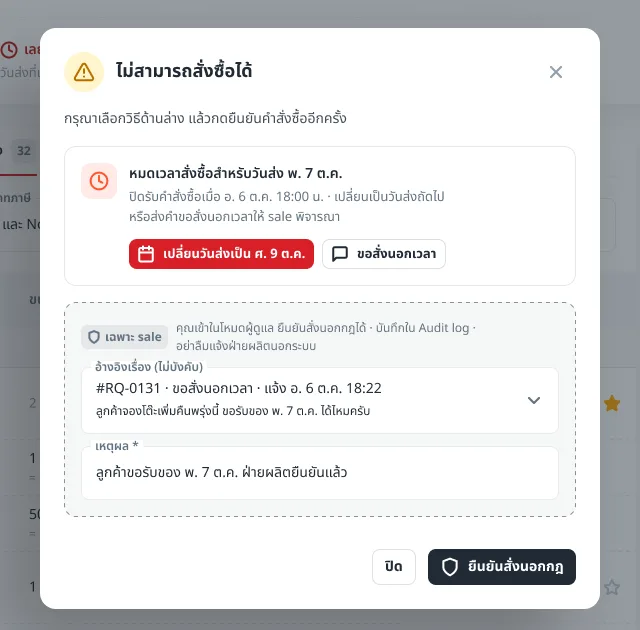 ไม่สามารถสั่งซื้อได้
กรุณาเลือกวิธีด้านล่าง แล้วกดยืนยันคำสั่งซื้ออีกครั้ง
หมดเวลาสั่งซื้อสำหรับวันส่ง พ. 7 ต.ค.
ปิดรับคำสั่งซื้อเมื่อ อ. 6 ต.ค. 18:00 น. · เปลี่ยนเป็นวันส่งถัดไป
หรือส่งคำขอสั่งนอกเวลาให้ sale พิจารณา
เปลี่ยนวันส่งเป็น ศ. 9 ต.ค.
ขอสั่งนอกเวลา
เฉพาะ sale
คุณเข้าในโหมดผู้ดูแล ยืนยันสั่งนอกกฎได้ · บันทึกใน Audit log ·
อย่าลืมแจ้งฝ่ายผลิตนอกระบบ
อ้างอิงเรื่อง (ไม่บังคับ)
#RQ-0131 · ขอสั่งนอกเวลา · แจ้ง อ. 6 ต.ค. 18:22
ลูกค้าจองโต๊ะเพิ่มคืนพรุ่งนี้ ขอรับของ พ. 7 ต.ค. ได้ไหมครับ
เหตุผล *
ลูกค้าขอรับของ พ. 7 ต.ค. ฝ่ายผลิตยืนยันแล้ว
ปิด
ยืนยันสั่งนอกกฎ
32
และ
2
1
1